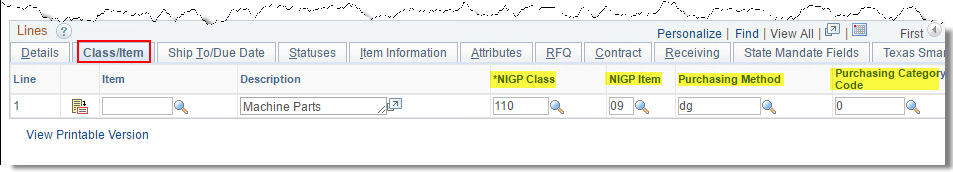 Lines ?
Personalize | Find | View All | First
Details Class/Item Ship To/Due Date Statuses Item Information Attributes RFQ Contract Receiving State Mandate Fields Texas Smar
Line Item Description *NIGP Class NIGP Item Purchasing Method Purchasing Category Code
1 Machine Parts 110 09 dg 0
View Printable Version